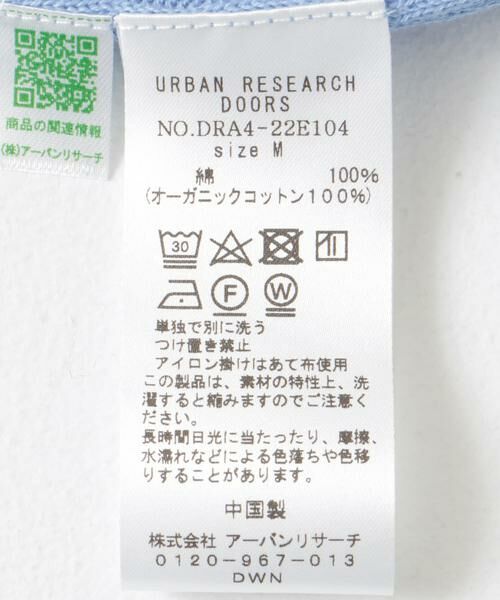 商品の関連情報
(株)アーバンリサーチ
URBAN RESEARCH
DOORS
NO.DRA4-22E104
size M
綿 100%
(オーガニックコットン100%)
30
F W
単独で別に洗う
つけ置き禁止
アイロン掛けはあて布使用
この製品は、素材の特性上、洗
濯すると縮みますのでご注意く
ださい。
長時間日光に当たったり、摩擦、
水濡れなどによる色落ちや色移
りすることがあります。
中国製
株式会社 アーバンリサーチ
0120-967-013
DWN